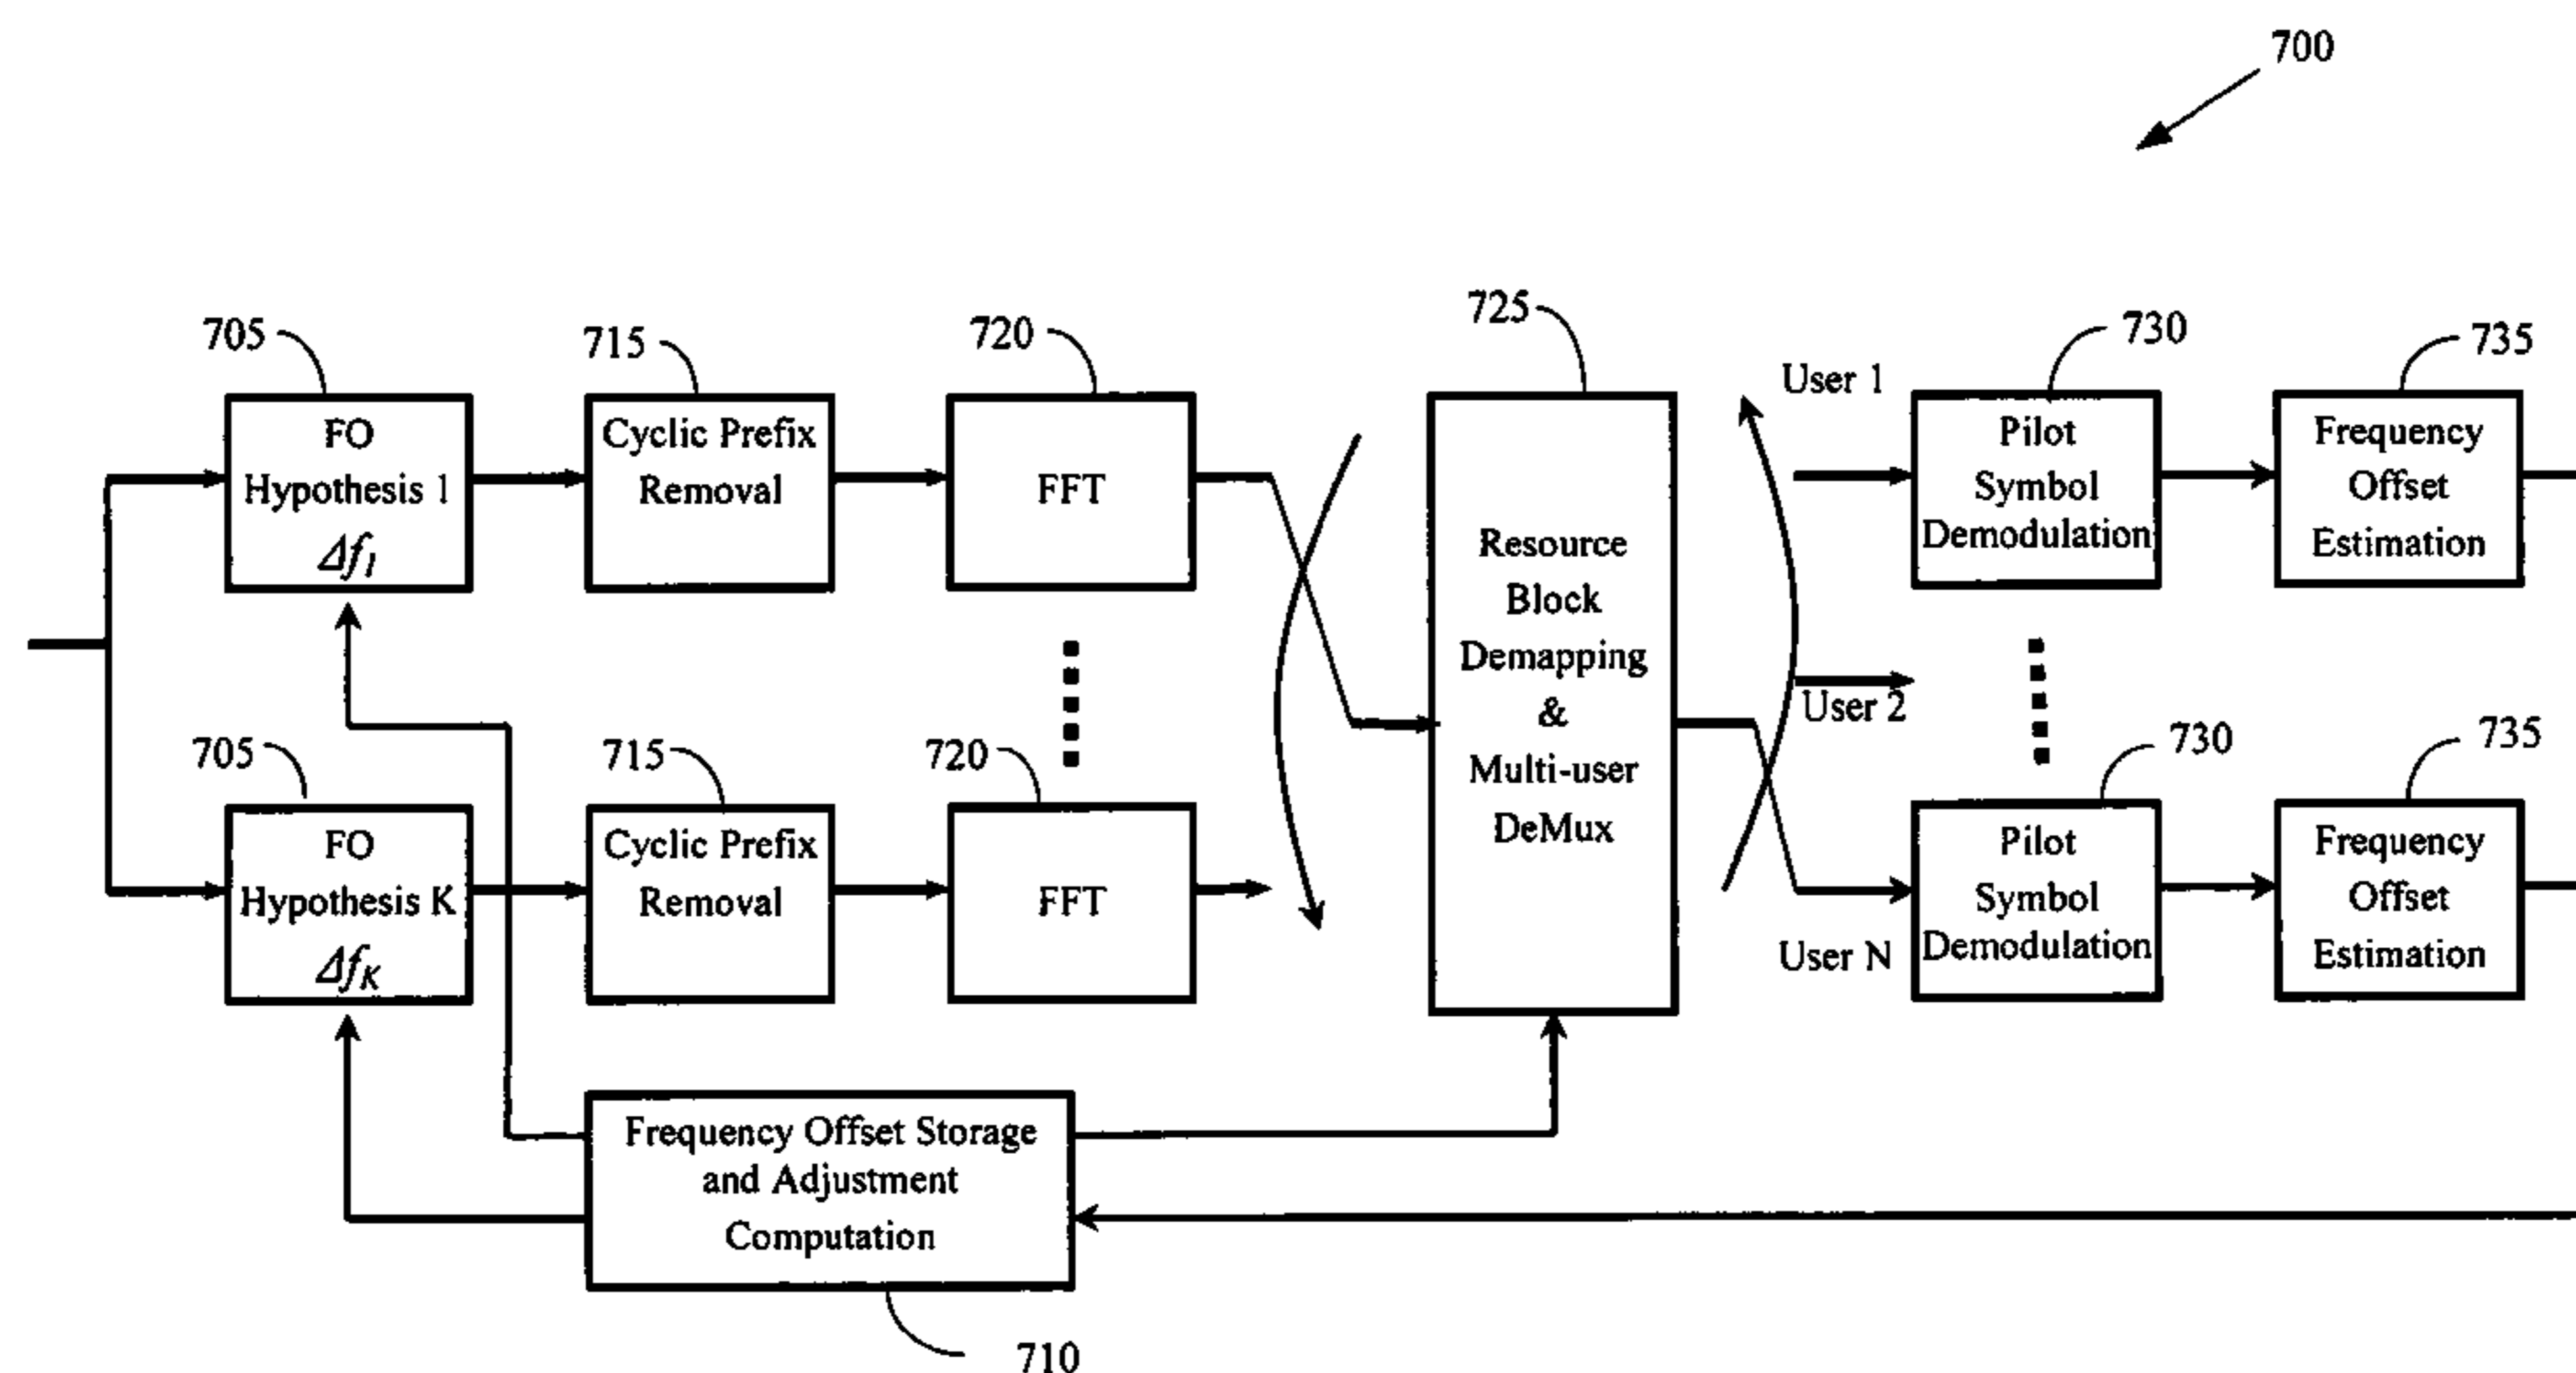 700
705
715
720
725
730
735
FO
Hypothesis 1
Δf1
Cyclic Prefix
Removal
FFT
Resource
Block
Demapping
&
Multi-user
DeMux
User 1
Pilot
Symbol
Demodulation
Frequency
Offset
Estimation
User 2
705
715
720
730
735
FO
Hypothesis K
ΔfK
Cyclic Prefix
Removal
FFT
User N
Pilot
Symbol
Demodulation
Frequency
Offset
Estimation
Frequency Offset Storage
and Adjustment
Computation
710